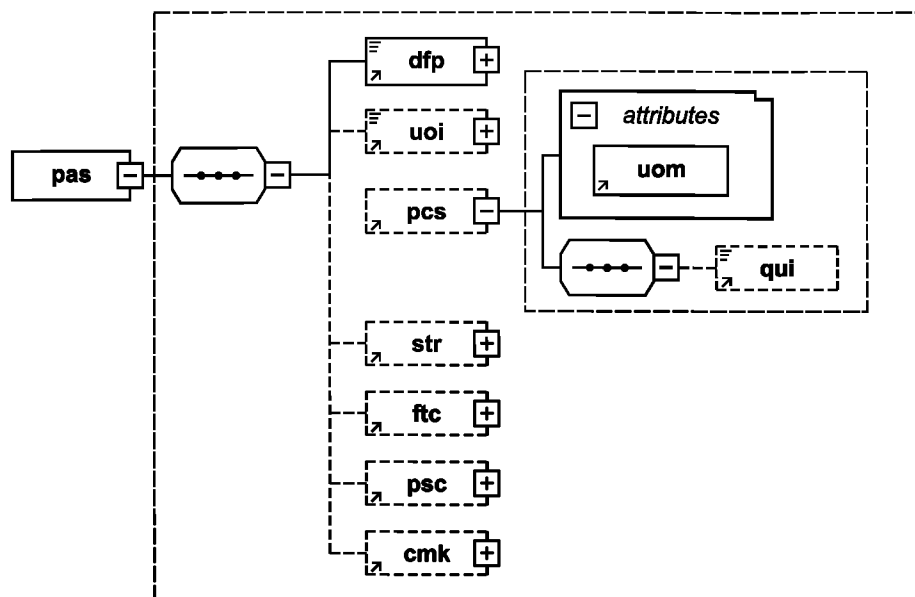 dfp
uoi
attributes
pas
uom
pcs
qui
str
ftc
psc
cmk